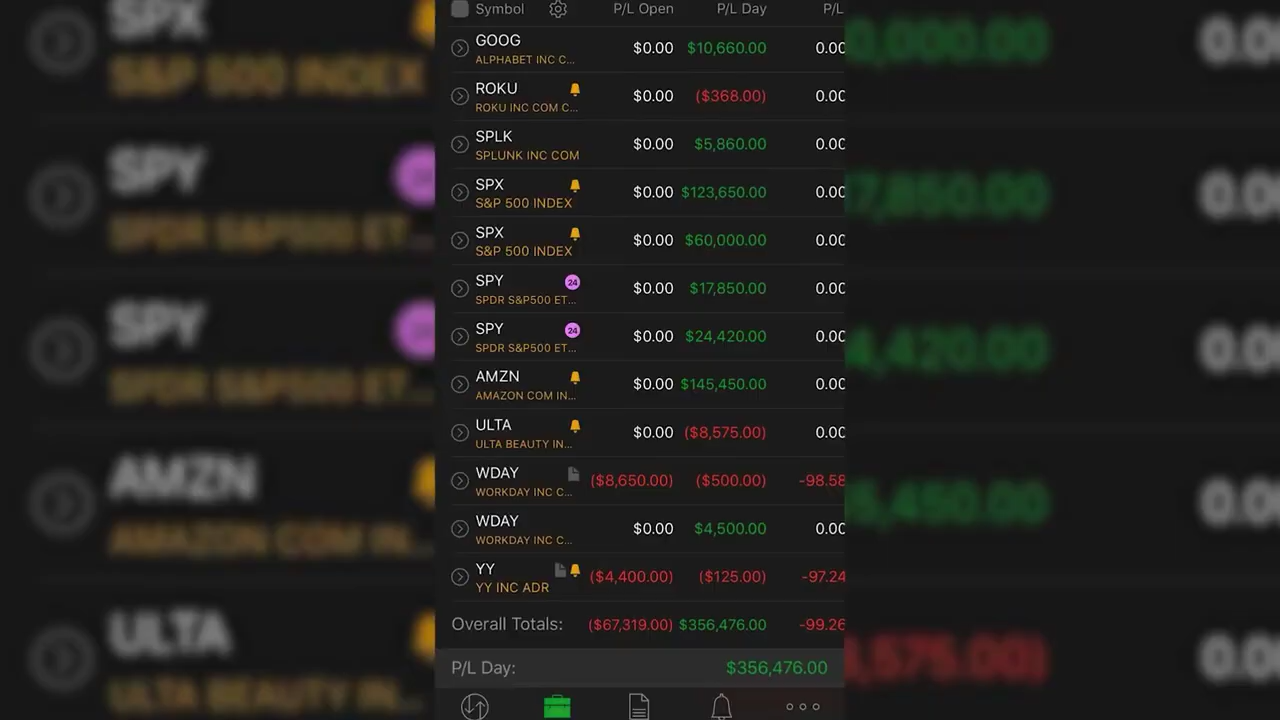 Symbol P/L Open P/L Day P/L
GOOG $0.00 $10,660.00 0.00
ALPHABET INC C...
ROKU $0.00 ($368.00) 0.00
ROKU INC COM C...
SPLK $0.00 $5,860.00 0.00
SPLUNK INC COM
SPX $0.00 $123,650.00 0.00
S&P 500 INDEX
SPX $0.00 $60,000.00 0.00
S&P 500 INDEX
SPY 24 $0.00 $17,850.00 0.00
SPDR S&P500 ET...
SPY 24 $0.00 $24,420.00 0.00
SPDR S&P500 ET...
AMZN $0.00 $145,450.00 0.00
AMAZON COM IN...
ULTA $0.00 ($8,575.00) 0.00
ULTA BEAUTY IN...
WDAY ($8,650.00) ($500.00) -98.58
WORKDAY INC C...
WDAY $0.00 $4,500.00 0.00
WORKDAY INC C...
YY ($4,400.00) ($125.00) -97.24
YY INC ADR
Overall Totals: ($67,319.00) $356,476.00 -99.26
P/L Day: $356,476.00
SPX
S&P 500 INDEX
SPY
SPDR S&P500 ET...
SPY
SPDR S&P500 ET...
AMZN
AMAZON COM IN...
ULTA
ULTA BEAUTY IN...